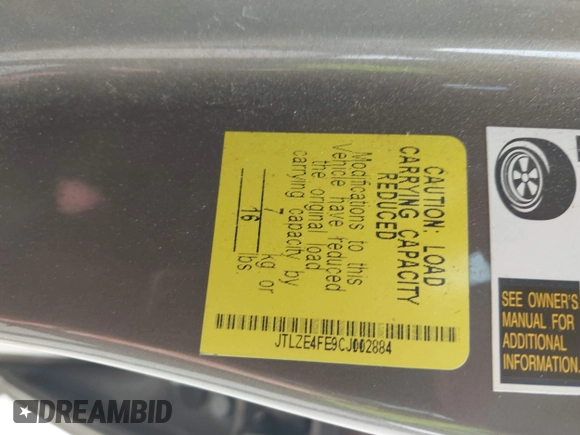 CAUTION: LOAD
CARRYING CAPACITY
REDUCED
Modifications to this
vehicle have reduced
the original load
carrying capacity by
7 kg or
16 lbs
JTLZE4FE9CJ002884
SEE OWNER'S
MANUAL FOR
ADDITIONAL
INFORMATION.
DREAMBID